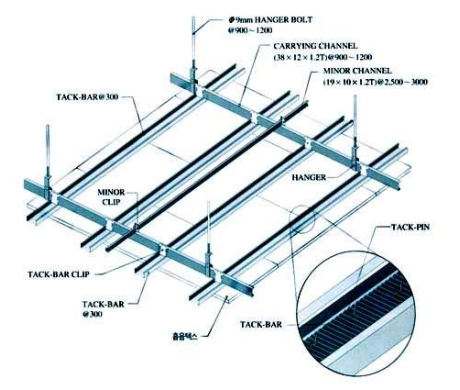 Φ9mm HANGER BOLT
@900~1200
CARRYING CHANNEL
(38×12×1.2T)@900~1200
MINOR CHANNEL
(19×10×1.2T)@2,500~3000
TACK-BAR@300
HANGER
MINOR
CLIP
TACK-PIN
TACK-BAR CLIP
TACK-BAR
@300
TACK-BAR
흡음텍스